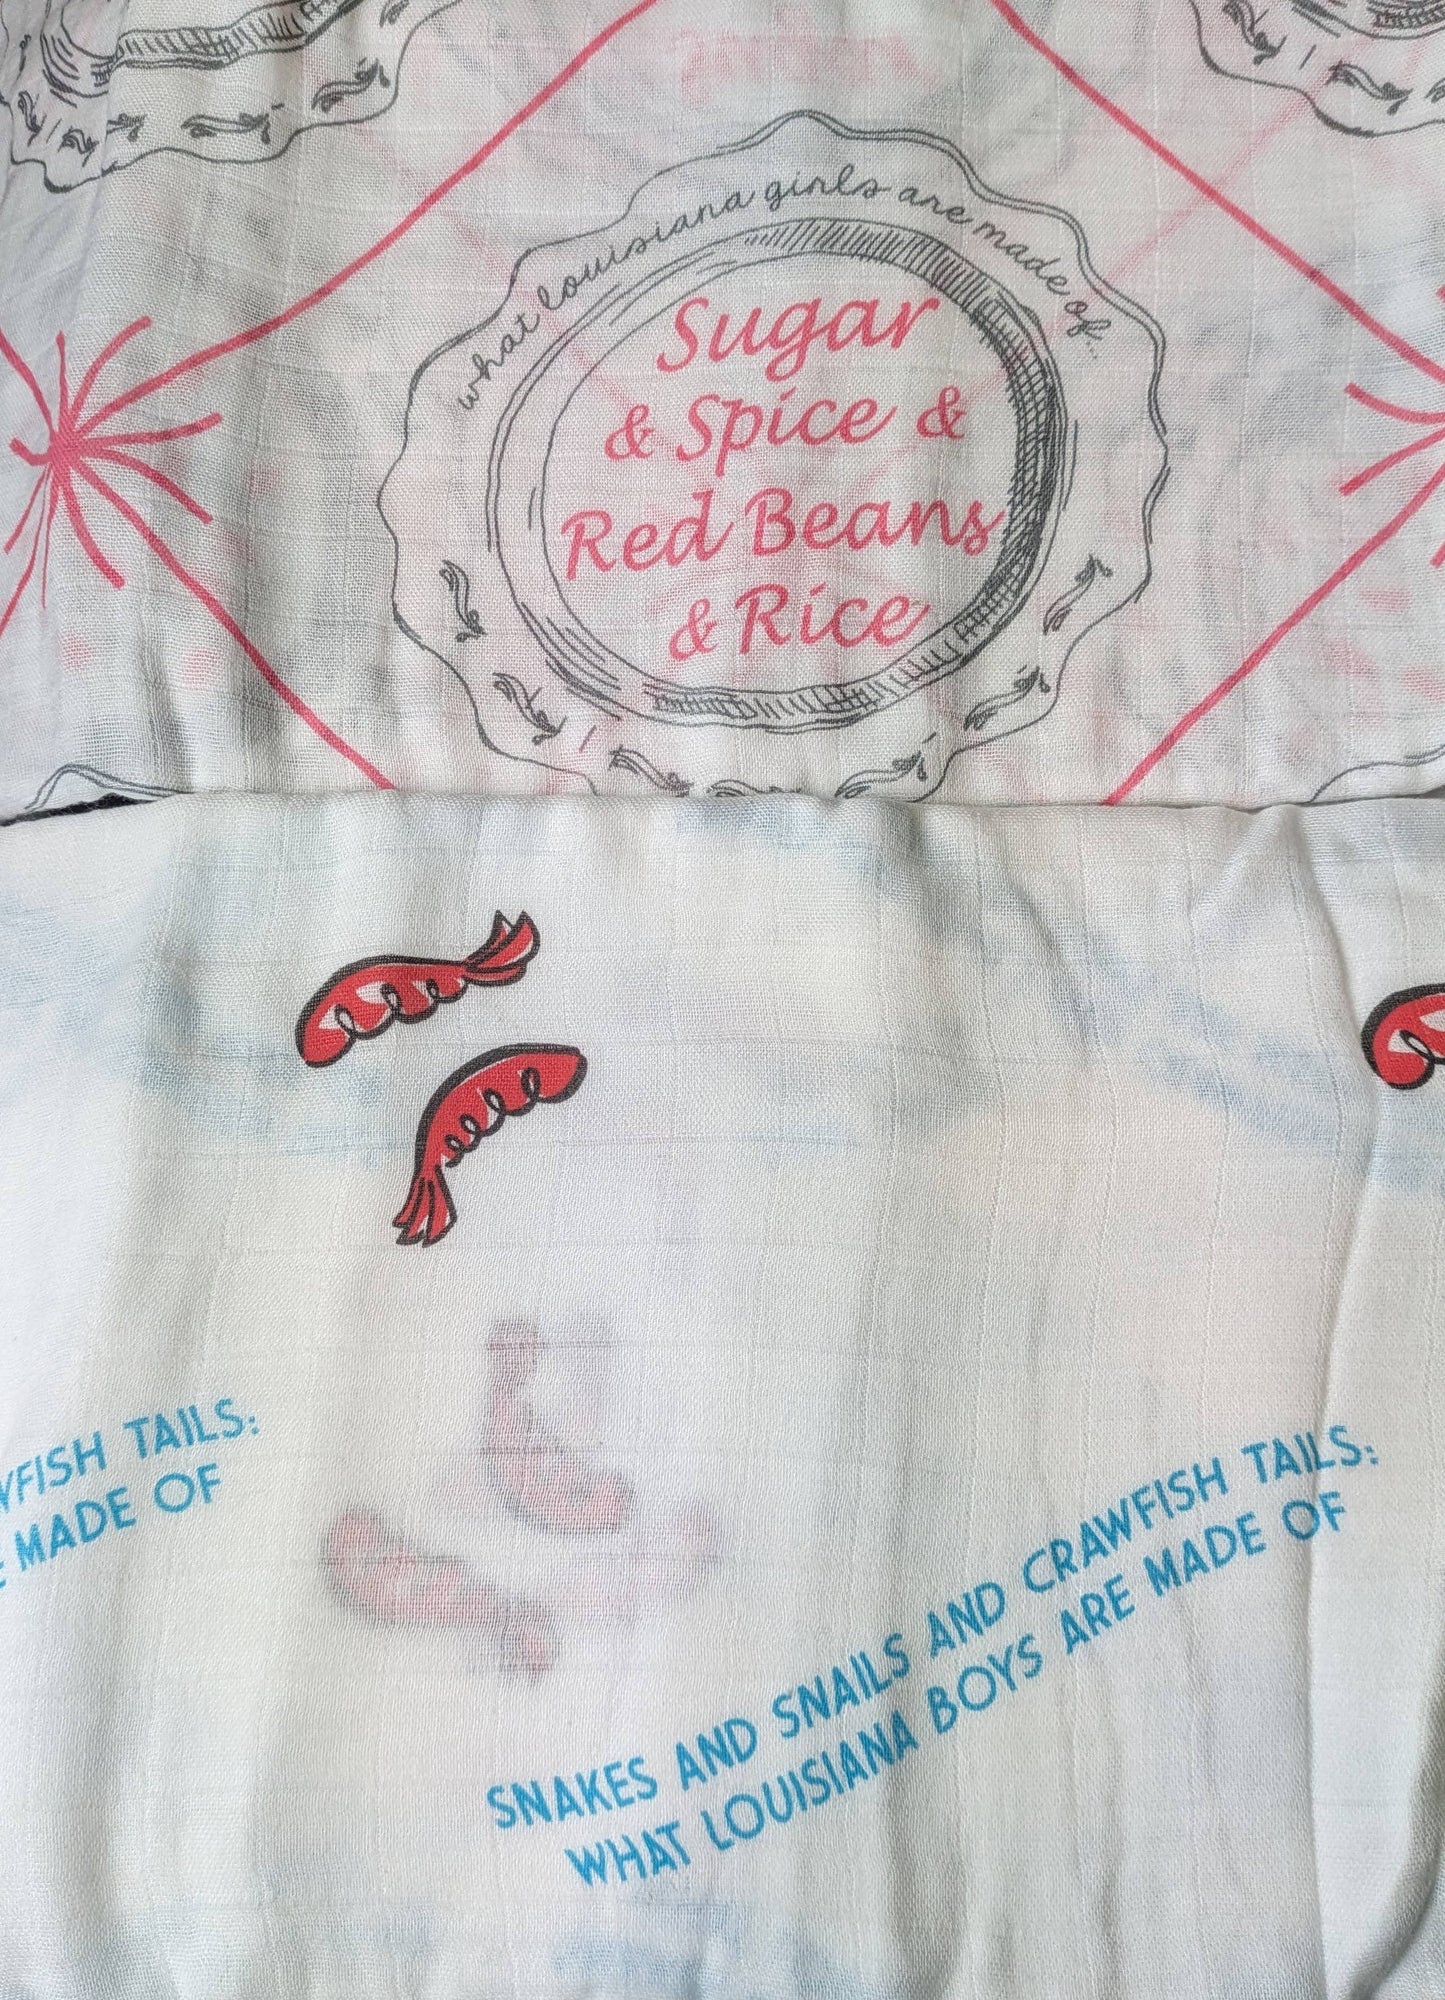 what louisiana girls are made of...
Sugar
& Spice &
Red Beans
& Rice
TAILS:
MADE OF
SNAKES AND SNAILS AND CRAWFISH TAILS:
WHAT LOUISIANA BOYS ARE MADE OF